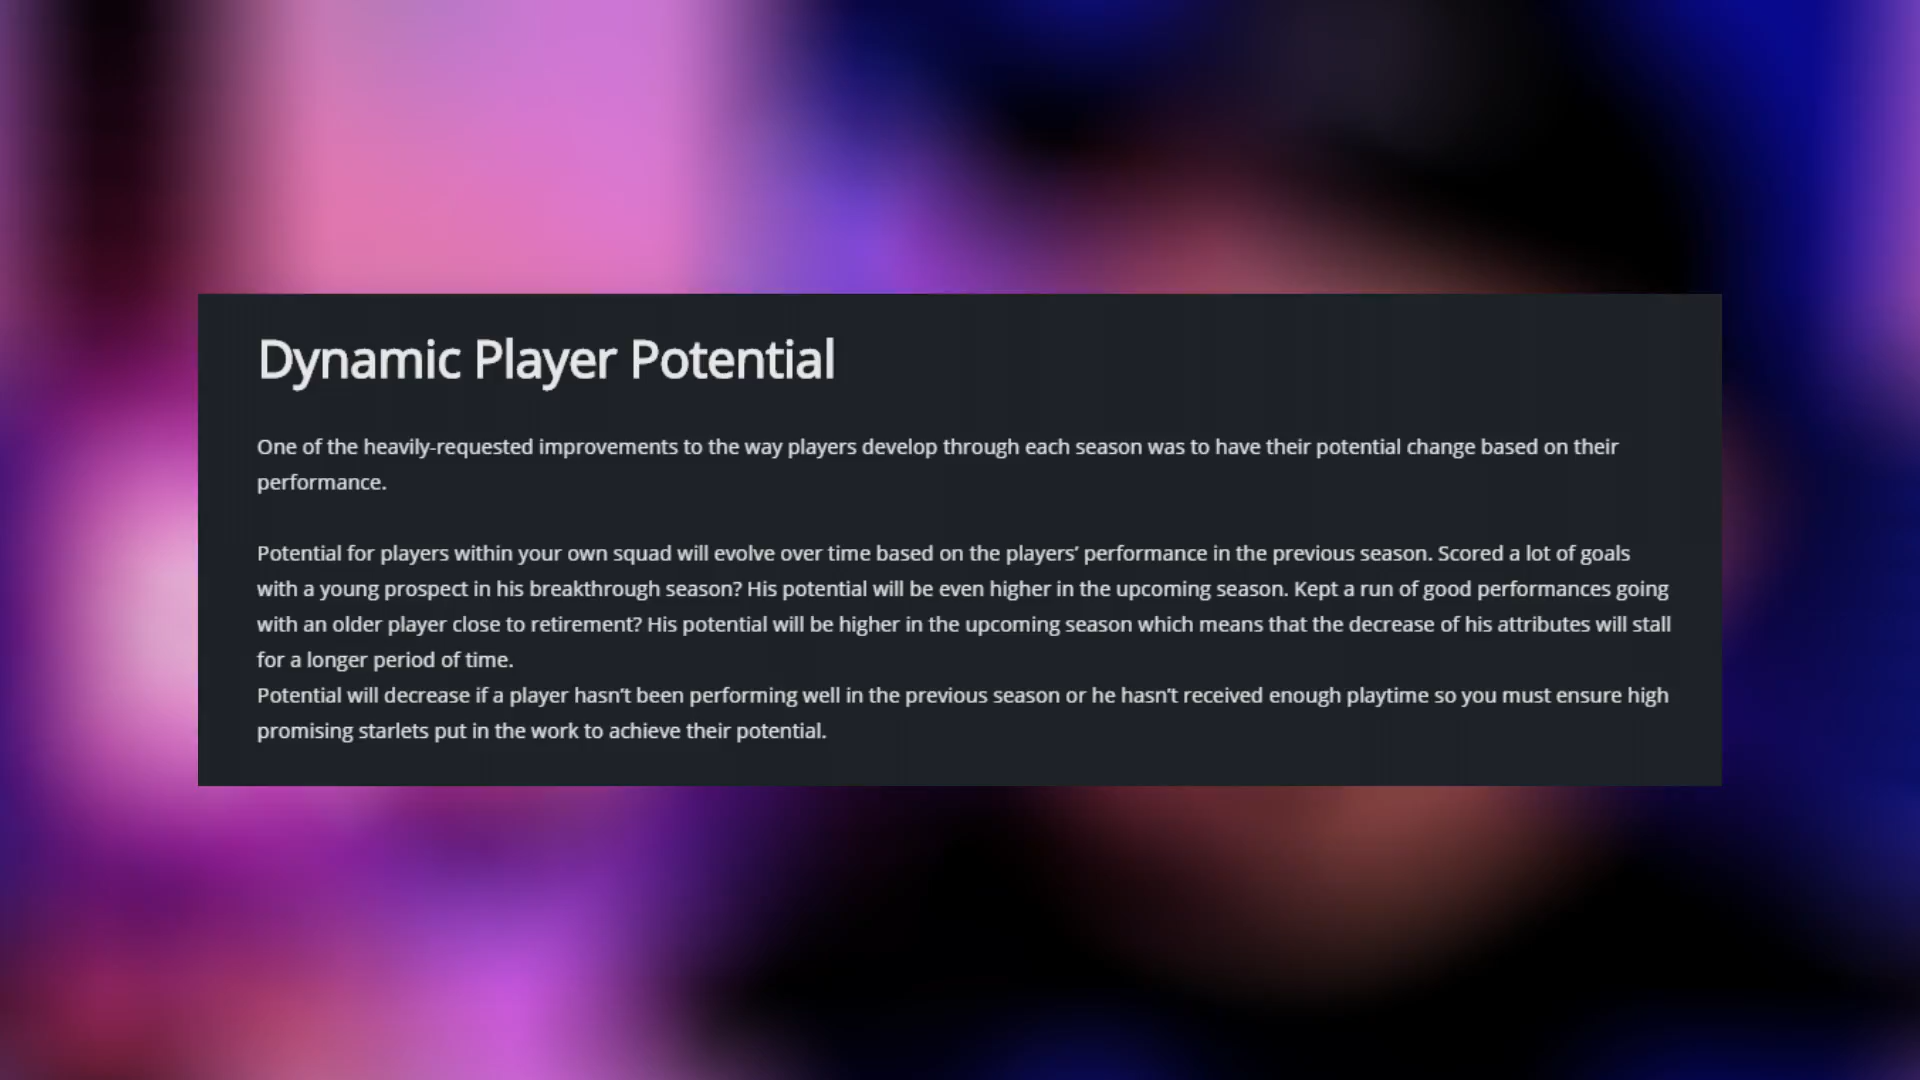 Dynamic Player Potential
One of the heavily-requested improvements to the way players develop through each season was to have their potential change based on their
performance.
Potential for players within your own squad will evolve over time based on the players’ performance in the previous season. Scored a lot of goals
with a young prospect in his breakthrough season? His potential will be even higher in the upcoming season. Kept a run of good performances going
with an older player close to retirement? His potential will be higher in the upcoming season which means that the decrease of his attributes will stall
for a longer period of time.
Potential will decrease if a player hasn’t been performing well in the previous season or he hasn’t received enough playtime so you must ensure high
promising starlets put in the work to achieve their potential.